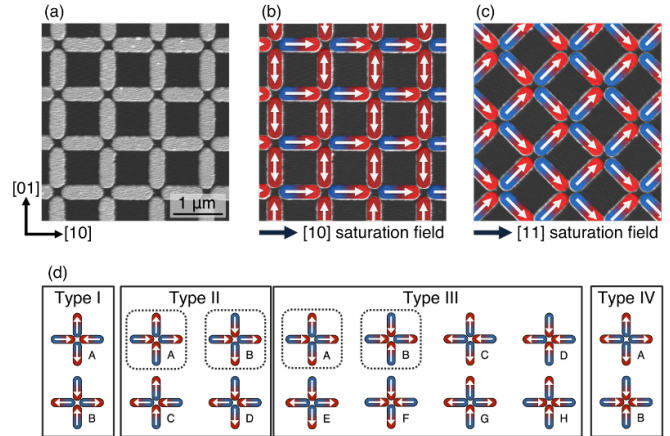 (a)
(b)
(c)
[01]
[10]
1 µm
[10] saturation field
[11] saturation field
(d)
Type I
Type II
Type III
Type IV
A
A
B
A
B
C
D
A
B
C
D
E
F
G
H
B